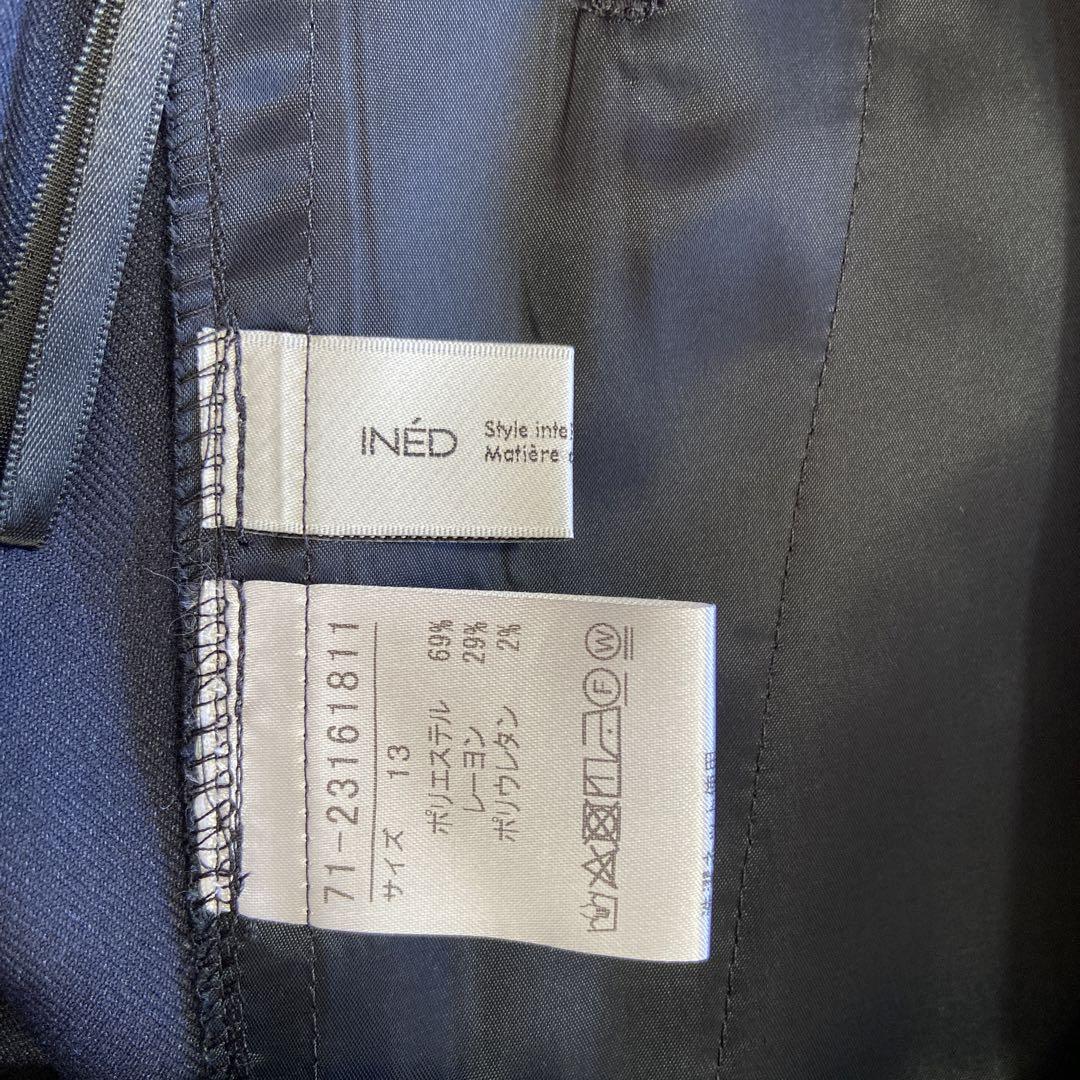 INÉD
Style inte
Matière
71-23161811
サイズ 13
ポリエステル 69%
レーヨン 29%
ポリウレタン 2%
F W